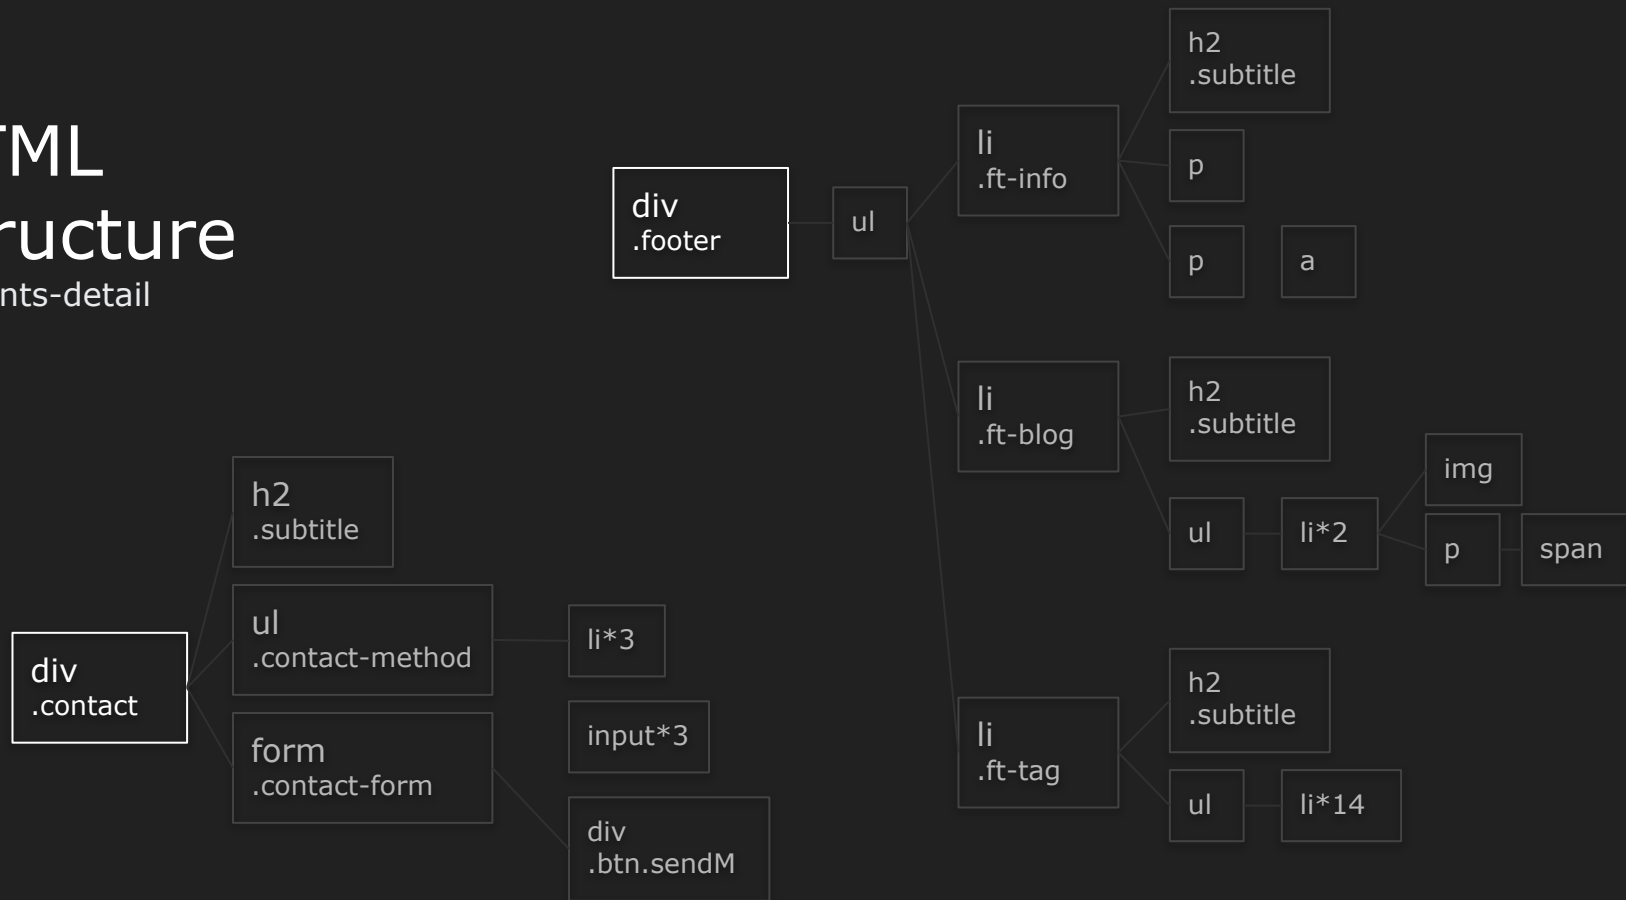 TML
ructure
nts-detail
div
.footer
ul
li
.ft-info
h2
.subtitle
p
p
a
li
.ft-blog
h2
.subtitle
ul
li*2
img
p
span
li
.ft-tag
h2
.subtitle
ul
li*14
div
.contact
h2
.subtitle
ul
.contact-method
li*3
form
.contact-form
input*3
div
.btn.sendM